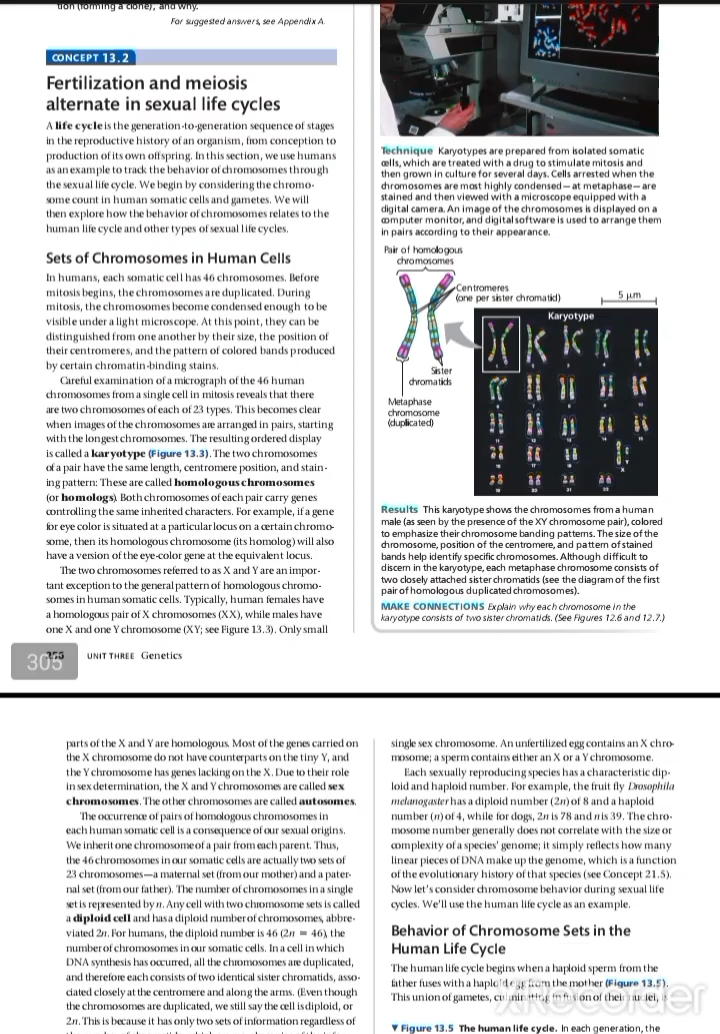 tion (forming a clone), and why.
For suggested answers, see Appendix A.
CONCEPT 13.2
Fertilization and meiosis
alternate in sexual life cycles
A life cycle is the generation-to-generation sequence of stages
in the reproductive history of an organism, from conception to
production of its own offspring. In this section, we use humans
as an example to track the behavior of chromosomes through
the sexual life cycle. We begin by considering the chromo-
some count in human somatic cells and gametes. We will
then explore how the behavior of chromosomes relates to the
human life cycle and other types of sexual life cycles.
Sets of Chromosomes in Human Cells
In humans, each somatic cell has 46 chromosomes. Before
mitosis begins, the chromosomes are duplicated. During
mitosis, the chromosomes become condensed enough to be
visible under a light microscope. At this point, they can be
distinguished from one another by their size, the position of
their centromeres, and the pattern of colored bands produced
by certain chromatin-binding stains.
Careful examination of a micrograph of the 46 human
chromosomes from a single cell in mitosis reveals that there
are two chromosomes of each of 23 types. This becomes clear
when images of the chromosomes are arranged in pairs, starting
with the longest chromosomes. The resulting ordered display
is called a karyotype (Figure 13.3). The two chromosomes
of a pair have the same length, centromere position, and stain-
ing pattern: These are called homologous chromosomes
(or homologs). Both chromosomes of each pair carry genes
controlling the same inherited characters. For example, if a gene
for eye color is situated at a particular locus on a certain chromo-
some, then its homologous chromosome (its homolog) will also
have a version of the eye-color gene at the equivalent locus.
The two chromosomes referred to as X and Y are an impor-
tant exception to the general pattern of homologous chromo-
somes in human somatic cells. Typically, human females have
a homologous pair of X chromosomes (XX), while males have
one X and one Y chromosome (XY; see Figure 13.3). Only small
305
UNIT THREE Genetics
Technique Karyotypes are prepared from isolated somatic
cells, which are treated with a drug to stimulate mitosis and
then grown in culture for several days. Cells arrested when the
chromosomes are most highly condensed—at metaphase—are
stained and then viewed with a microscope equipped with a
digital camera. An image of the chromosomes is displayed on a
computer monitor, and digital software is used to arrange them
in pairs according to their appearance.
Pair of homologous
chromosomes
Centromeres
(one per sister chromatid)
5 µm
Karyotype
Sister
chromatids
Metaphase
chromosome
(duplicated)
Results This karyotype shows the chromosomes from a human
male (as seen by the presence of the XY chromosome pair), colored
to emphasize their chromosome banding patterns. The size of the
chromosome, position of the centromere, and pattern of stained
bands help identify specific chromosomes. Although difficult to
discern in the karyotype, each metaphase chromosome consists of
two closely attached sister chromatids (see the diagram of the first
pair of homologous duplicated chromosomes).
MAKE CONNECTIONS Explain why each chromosome in the
karyotype consists of two sister chromatids. (See Figures 12.6 and 12.7.)
parts of the X and Y are homologous. Most of the genes carried on
the X chromosome do not have counterparts on the tiny Y, and
the Y chromosome has genes lacking on the X. Due to their role
in sex determination, the X and Y chromosomes are called sex
chromosomes. The other chromosomes are called autosomes.
The occurrence of pairs of homologous chromosomes in
each human somatic cell is a consequence of our sexual origins.
We inherit one chromosome of a pair from each parent. Thus,
the 46 chromosomes in our somatic cells are actually two sets of
23 chromosomes—a maternal set (from our mother) and a pater-
nal set (from our father). The number of chromosomes in a single
set is represented by n. Any cell with two chromosome sets is called
a diploid cell and has a diploid number of chromosomes, abbre-
viated 2n. For humans, the diploid number is 46 (2n = 46), the
number of chromosomes in our somatic cells. In a cell in which
DNA synthesis has occurred, all the chromosomes are duplicated,
and therefore each consists of two identical sister chromatids, asso-
ciated closely at the centromere and along the arms. (Even though
the chromosomes are duplicated, we still say the cell is diploid, or
2n. This is because it has only two sets of information regardless of
single sex chromosome. An unfertilized egg contains an X chro-
mosome; a sperm contains either an X or a Y chromosome.
Each sexually reproducing species has a characteristic dip-
loid and haploid number. For example, the fruit fly Drosophila
melanogaster has a diploid number (2n) of 8 and a haploid
number (n) of 4, while for dogs, 2n is 78 and n is 39. The chro-
mosome number generally does not correlate with the size or
complexity of a species' genome; it simply reflects how many
linear pieces of DNA make up the genome, which is a function
of the evolutionary history of that species (see Concept 21.5).
Now let's consider chromosome behavior during sexual life
cycles. We'll use the human life cycle as an example.
Behavior of Chromosome Sets in the
Human Life Cycle
The human life cycle begins when a haploid sperm from the
father fuses with a haploid egg from the mother (Figure 13.5).
This union of gametes, culminating in fusion of their nuclei, is
▼ Figure 13.5 The human life cycle. In each generation, the